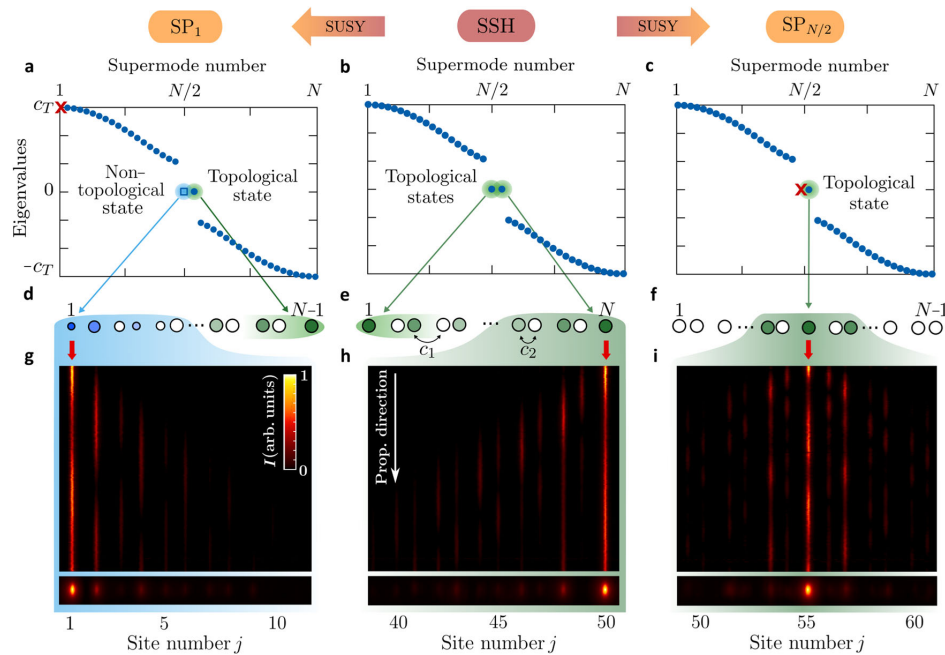 SP1 SUSY SSH SUSY SPN/2
a b c
Supermode number Supermode number Supermode number
1 N/2 N 1 N/2 N 1 N/2 N
Eigenvalues
cT
0
−cT
Non-
topological
state
Topological
state
Topological
states
Topological
state
d e f
1 ... N−1 1 ... N 1 ... ... N−1
c1 c2
g h i
I(arb. units)
1
0
Prop. direction
1 5 10 40 45 50 50 55 60
Site number j Site number j Site number j